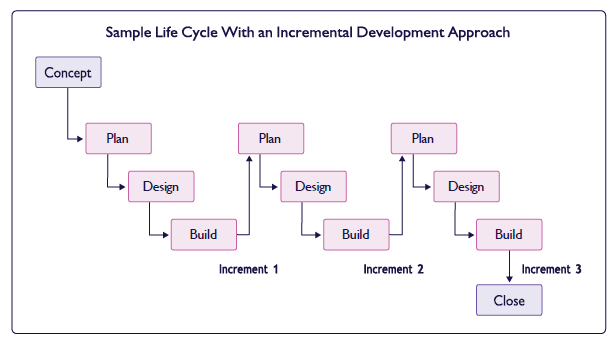 Sample Life Cycle With an Incremental Development Approach
Concept
Plan
Plan
Plan
Design
Design
Design
Build
Build
Build
Increment 1
Increment 2
Increment 3
Close